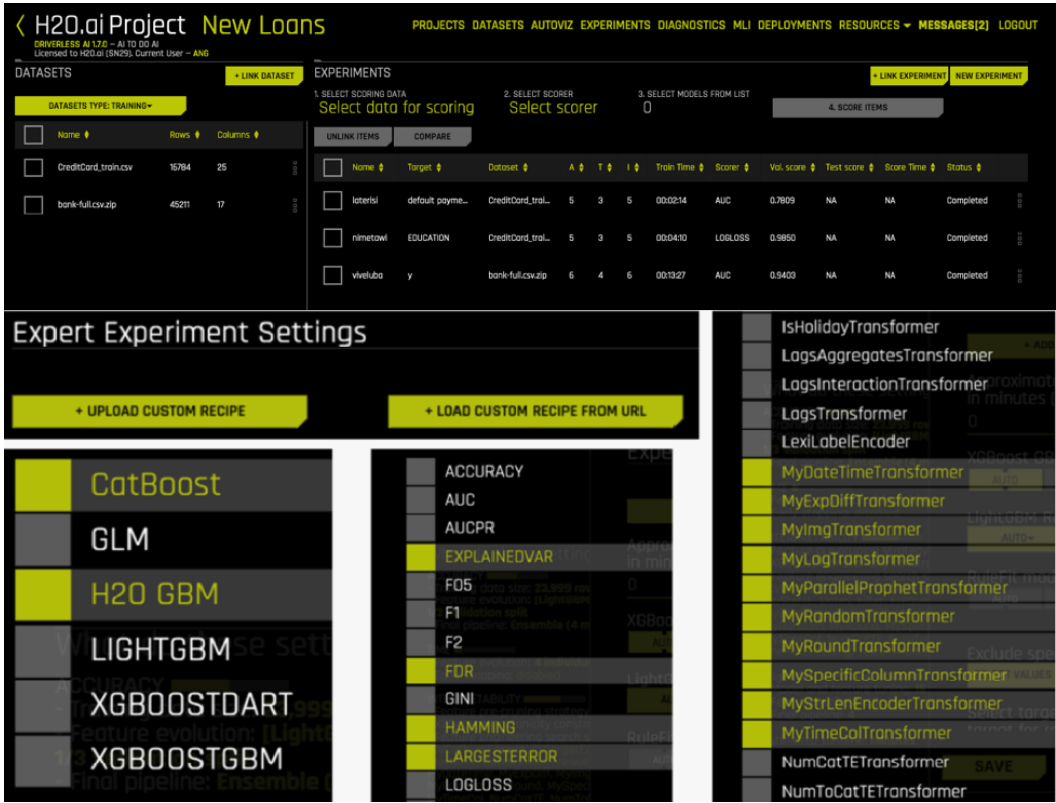 〈 H2O.ai Project New Loans
PROJECTS DATASETS AUTOVIZ EXPERIMENTS DIAGNOSTICS MLI DEPLOYMENTS RESOURCES MESSAGES[2] LOGOUT
DRIVERLESS AI 1.7.0 – AI TO DO AI
Licensed to H2O.ai (SN29). Current User – ANG
DATASETS
+ LINK DATASET
DATASETS TYPE: TRAINING
Name Rows Columns
CreditCard_train.csv 15784 25
bank-full.csv.zip 45211 17
EXPERIMENTS
+ LINK EXPERIMENT NEW EXPERIMENT
1. SELECT SCORING DATA 2. SELECT SCORER 3. SELECT MODELS FROM LIST
Select data for scoring Select scorer 0 4. SCORE ITEMS
UNLINK ITEMS COMPARE
Name Target Dataset A T I Train Time Scorer Val. score Test score Score Time Status
laterisi default payme... CreditCard_trai... 5 3 5 00:02:14 AUC 0.7809 NA NA Completed
nimetawi EDUCATION CreditCard_trai... 5 3 5 00:04:10 LOGLOSS 0.9850 NA NA Completed
viveluba y bank-full.csv.zip 6 4 6 00:13:27 AUC 0.9403 NA NA Completed
Expert Experiment Settings
+ UPLOAD CUSTOM RECIPE + LOAD CUSTOM RECIPE FROM URL
CatBoost
GLM
H2O GBM
LIGHTGBM
XGBOOSTDART
XGBOOSTGBM
ACCURACY
AUC
AUCPR
EXPLAINEDVAR
F05
F1
F2
FDR
GINI
HAMMING
LARGESTERROR
LOGLOSS
IsHolidayTransformer
LagsAggregatesTransformer
LagsInteractionTransformer
LagsTransformer
LexiLabelEncoder
MyDateTimeTransformer
MyExpDiffTransformer
MyImgTransformer
MyLogTransformer
MyParallelProphetTransformer
MyRandomTransformer
MyRoundTransformer
MySpecificColumnTransformer
MyStrLenEncoderTransformer
MyTimeColTransformer
NumCatTETransformer
NumToCatTETransformer
SAVE